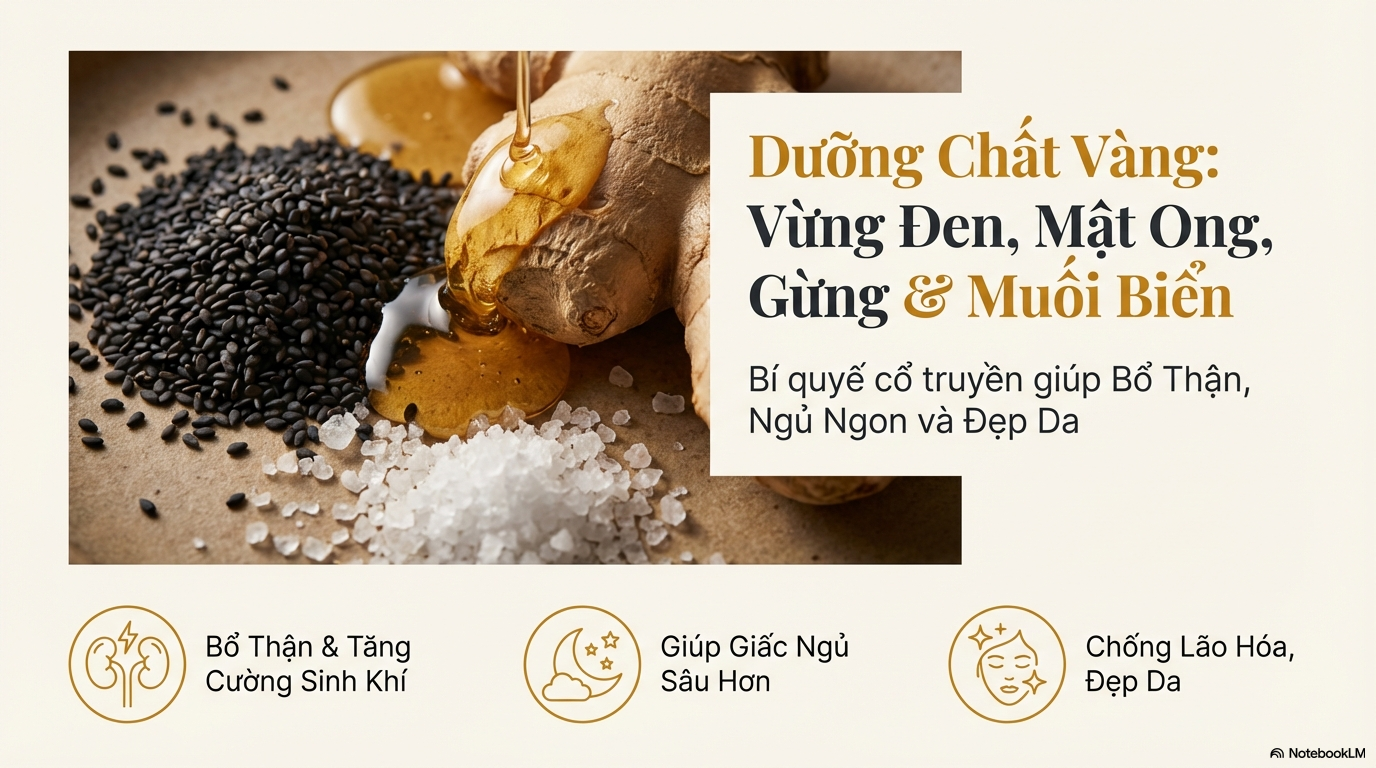 Dưỡng Chất Vàng:
Vừng Đen, Mật Ong,
Gừng & Muối Biển
Bí quyế cổ truyền giúp Bổ Thận,
Ngủ Ngon và Đẹp Da
Bổ Thận & Tăng
Cường Sinh Khí
Giúp Giấc Ngủ
Sâu Hơn
Chống Lão Hóa,
Đẹp Da
NotebookLM